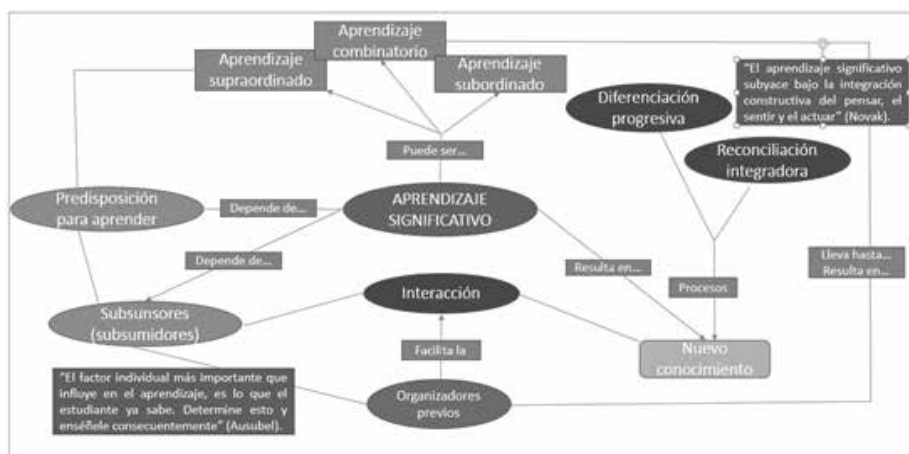 Aprendizaje
combinatorio
Aprendizaje
supraordinado
Aprendizaje
subordinado
"El aprendizaje significativo
subyace bajo la integración
constructiva del pensar, el
sentir y el actuar" (Novak).
Diferenciación
progresiva
Reconciliación
integradora
Puede ser...
Predisposición
para aprender
Depende de...
APRENDIZAJE
SIGNIFICATIVO
Depende de...
Resulta en...
Lleva hasta...
Resulta en...
Procesos
Interacción
Subsunsores
(subsumidores)
Facilita la
Nuevo
conocimiento
"El factor individual más importante que
influye en el aprendizaje, es lo que el
estudiante ya sabe. Determine esto y
enséñele consecuentemente" (Ausubel).
Organizadores
previos